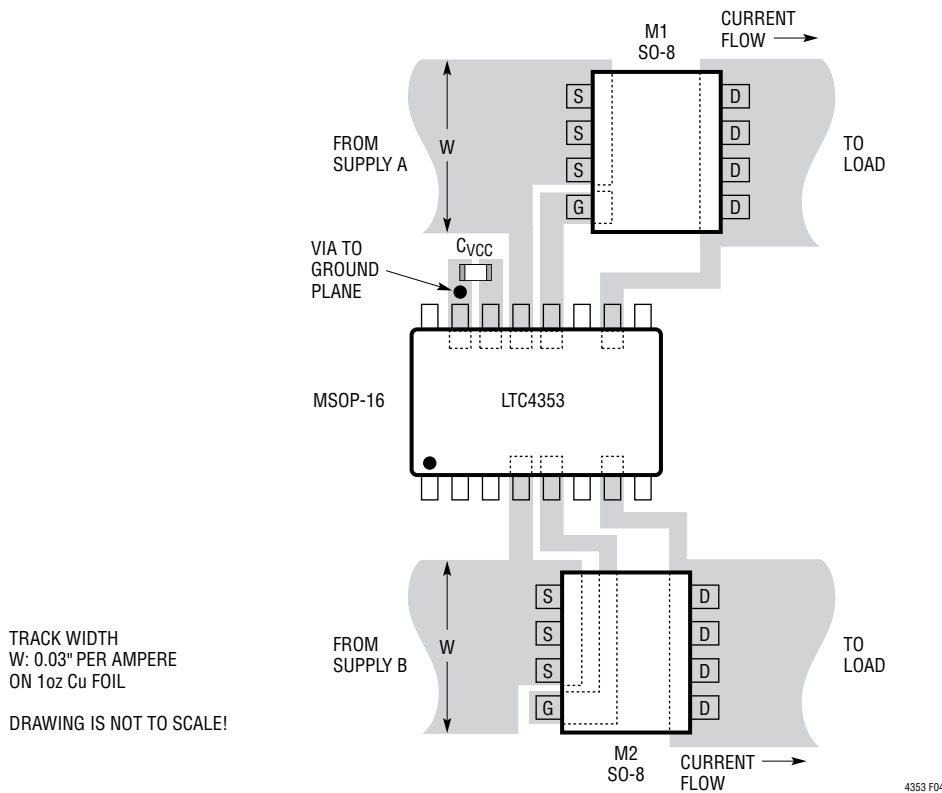 CURRENT
FLOW
M1
SO-8
S
D
S
D
S
D
G
D
FROM
SUPPLY A
W
TO
LOAD
VIA TO
GROUND
PLANE
CVCC
MSOP-16
LTC4353
FROM
SUPPLY B
W
S
D
S
D
S
D
G
D
TO
LOAD
TRACK WIDTH
W: 0.03" PER AMPERE
ON 1oz Cu FOIL
DRAWING IS NOT TO SCALE!
M2
SO-8
CURRENT
FLOW
4353 F04